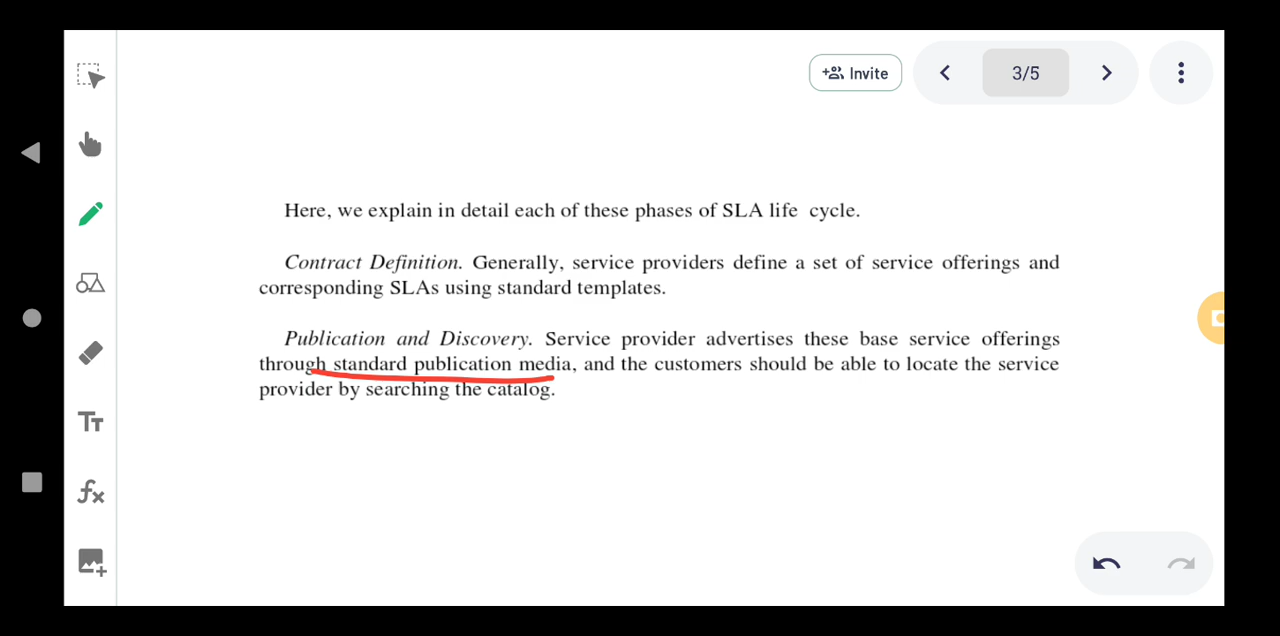 Invite
3/5
Here, we explain in detail each of these phases of SLA life cycle.
Contract Definition. Generally, service providers define a set of service offerings and
corresponding SLAs using standard templates.
Publication and Discovery. Service provider advertises these base service offerings
through standard publication media, and the customers should be able to locate the service
provider by searching the catalog.
TT
fx